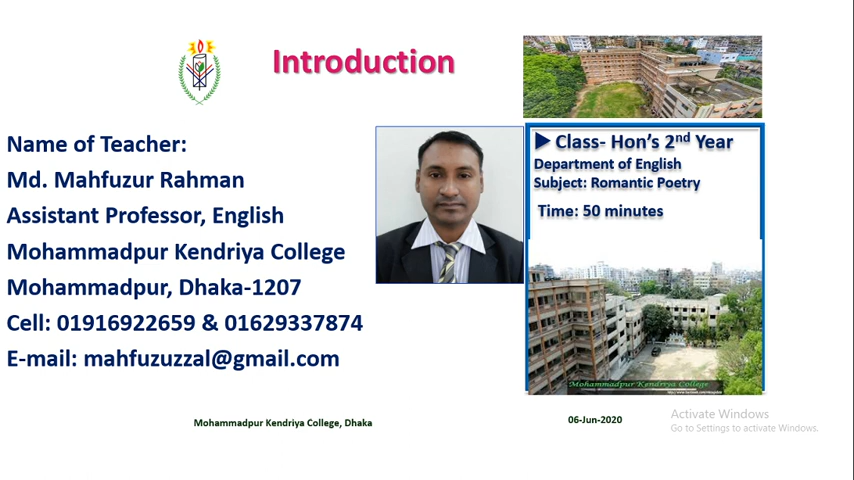 Introduction
Name of Teacher:
Md. Mahfuzur Rahman
Assistant Professor, English
Mohammadpur Kendriya College
Mohammadpur, Dhaka-1207
Cell: 01916922659 & 01629337874
E-mail: mahfuzuzzal@gmail.com
Class- Hon's 2nd Year
Department of English
Subject: Romantic Poetry
Time: 50 minutes
Mohammadpur Kendriya College
Mohammadpur Kendriya College, Dhaka
06-Jun-2020
Activate Windows
Go to Settings to activate Windows.